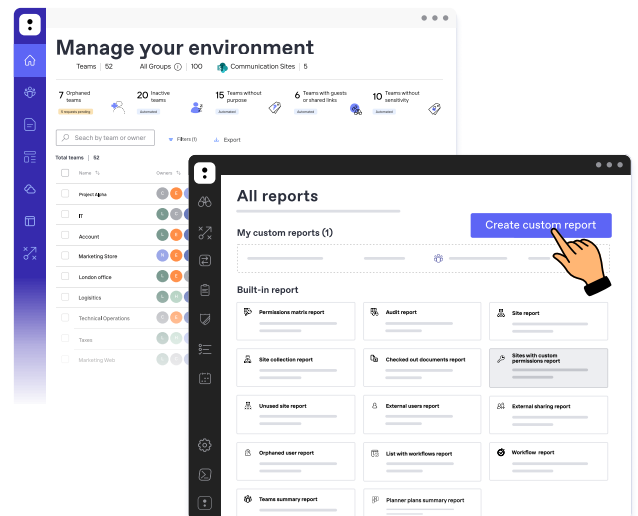 Manage your environment
Teams | 52 All Groups | 100 Communication Sites | 5
7 Orphaned teams
6 requests pending
20 Inactive teams
Automated
15 Teams without purpose
Automated
6 Teams with guests or shared links
Automated
10 Teams without sensitivity
Automated
Seach by team or owner
Filters (1)
Export
Total teams | 52
Name
Owners
Project Alpha
IT
Account
Marketing Store
London office
Logistics
Technical Operations
Taxes
Marketing Web
All reports
Create custom report
My custom reports (1)
Built-in report
Permissions matrix report
Audit report
Site report
Site collection report
Checked out documents report
Sites with custom
permissions report
Unused site report
External users report
External sharing report
Orphaned user report
List with workflows report
Workflow report
Teams summary report
Planner plans summary report